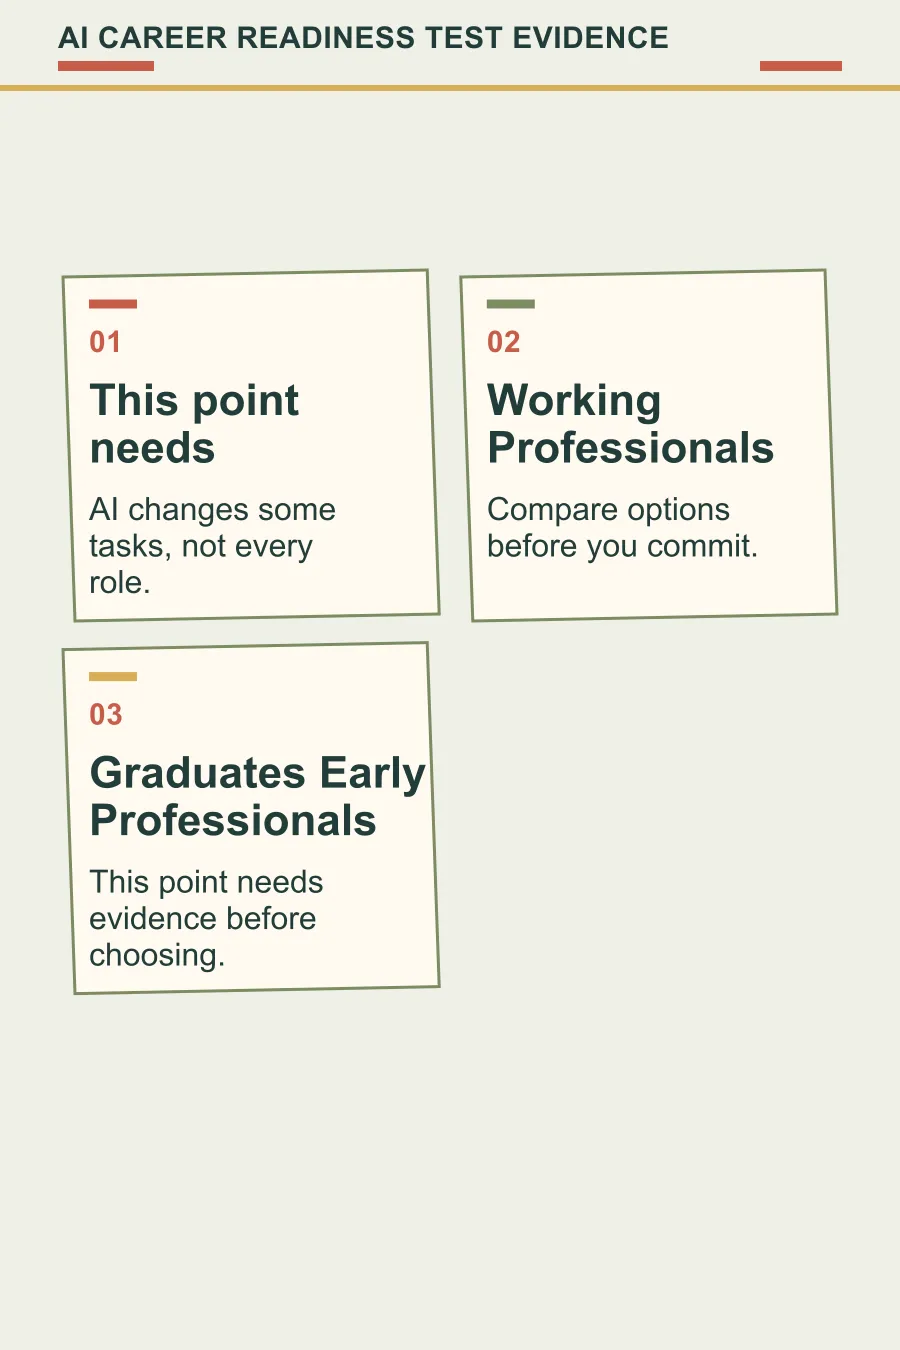 AI CAREER READINESS TEST EVIDENCE
01
This point
needs
AI changes some
tasks, not every
role.
02
Working
Professionals
Compare options
before you commit.
03
Graduates Early
Professionals
This point needs
evidence before
choosing.